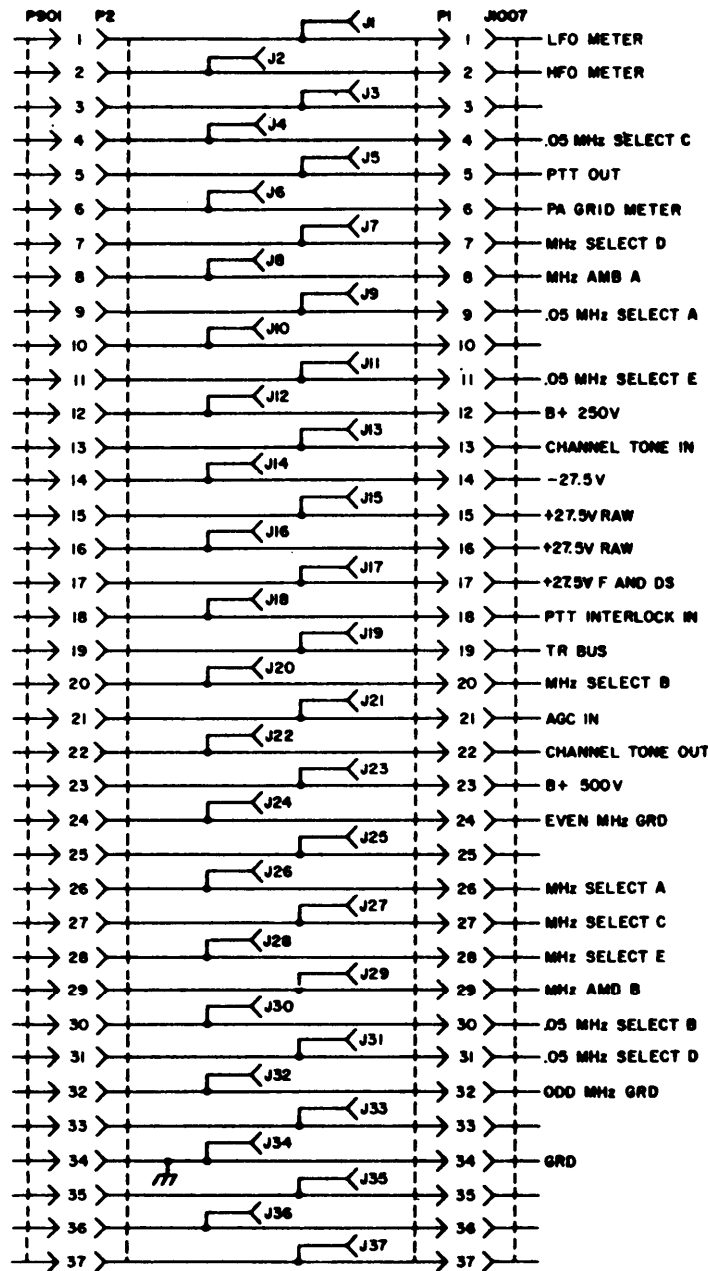 P901 P2 P1 J1007
J1
1 1 LFO METER
J2
2 2 HFO METER
J3
3 3
J4
4 4 .05 MHz SELECT C
J5
5 5 PTT OUT
J6
6 6 PA GRID METER
J7
7 7 MHz SELECT D
J8
8 8 MHz AMB A
J9
9 9 .05 MHz SELECT A
J10
10 10
J11
11 11 .05 MHz SELECT E
J12
12 12 B+ 250V
J13
13 13 CHANNEL TONE IN
J14
14 14 -27.5V
J15
15 15 +27.5V RAW
J16
16 16 +27.5V RAW
J17
17 17 +27.5V F AND DS
J18
18 18 PTT INTERLOCK IN
J19
19 19 TR BUS
J20
20 20 MHz SELECT B
J21
21 21 AGC IN
J22
22 22 CHANNEL TONE OUT
J23
23 23 B+ 500V
J24
24 24 EVEN MHz GRD
J25
25 25
J26
26 26 MHz SELECT A
J27
27 27 MHz SELECT C
J28
28 28 MHz SELECT E
J29
29 29 MHz AMD B
J30
30 30 .05 MHz SELECT B
J31
31 31 .05 MHz SELECT D
J32
32 32 ODD MHz GRD
J33
33 33
J34
34 34 GRD
J35
35 35
J36
36 36
J37
37 37